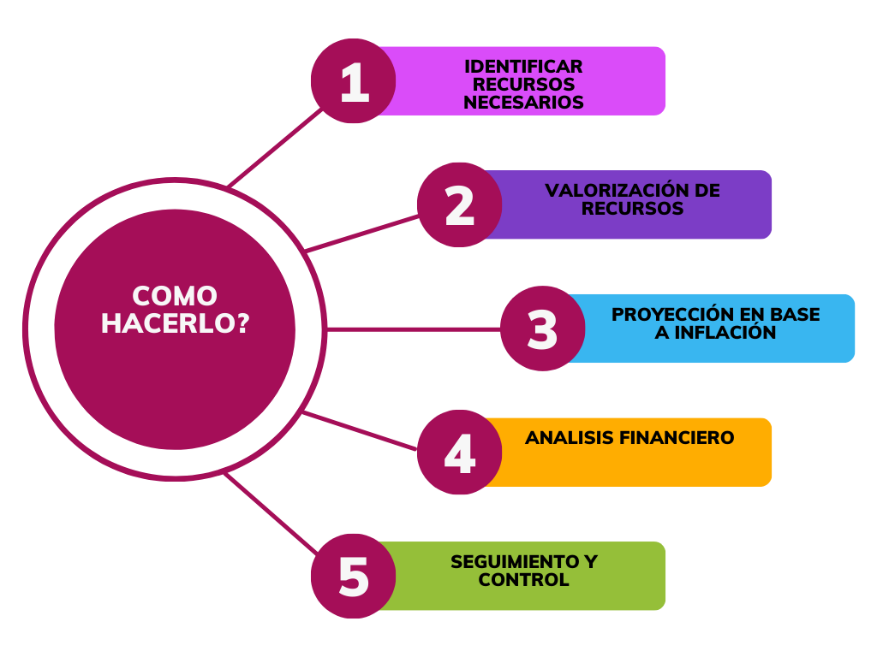 COMO
HACERLO?
1
IDENTIFICAR
RECURSOS
NECESARIOS
2
VALORIZACIÓN DE
RECURSOS
3
PROYECCIÓN EN BASE
A INFLACIÓN
4
ANALISIS FINANCIERO
5
SEGUIMIENTO Y
CONTROL